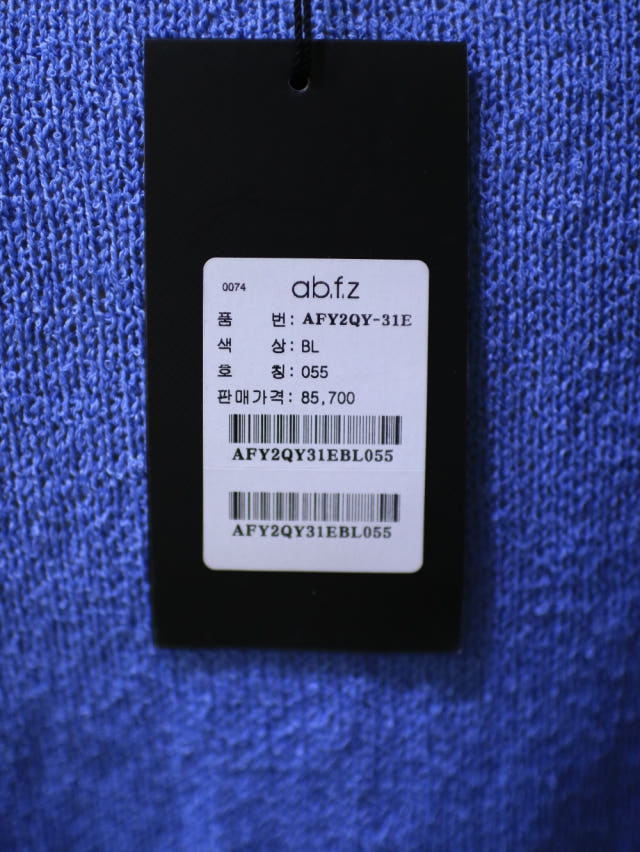 0074 ab.f.z
품 번: AFY2QY-31E
색 상: BL
호 칭: 055
판매가격: 85,700
AFY2QY31EBL055
AFY2QY31EBL055